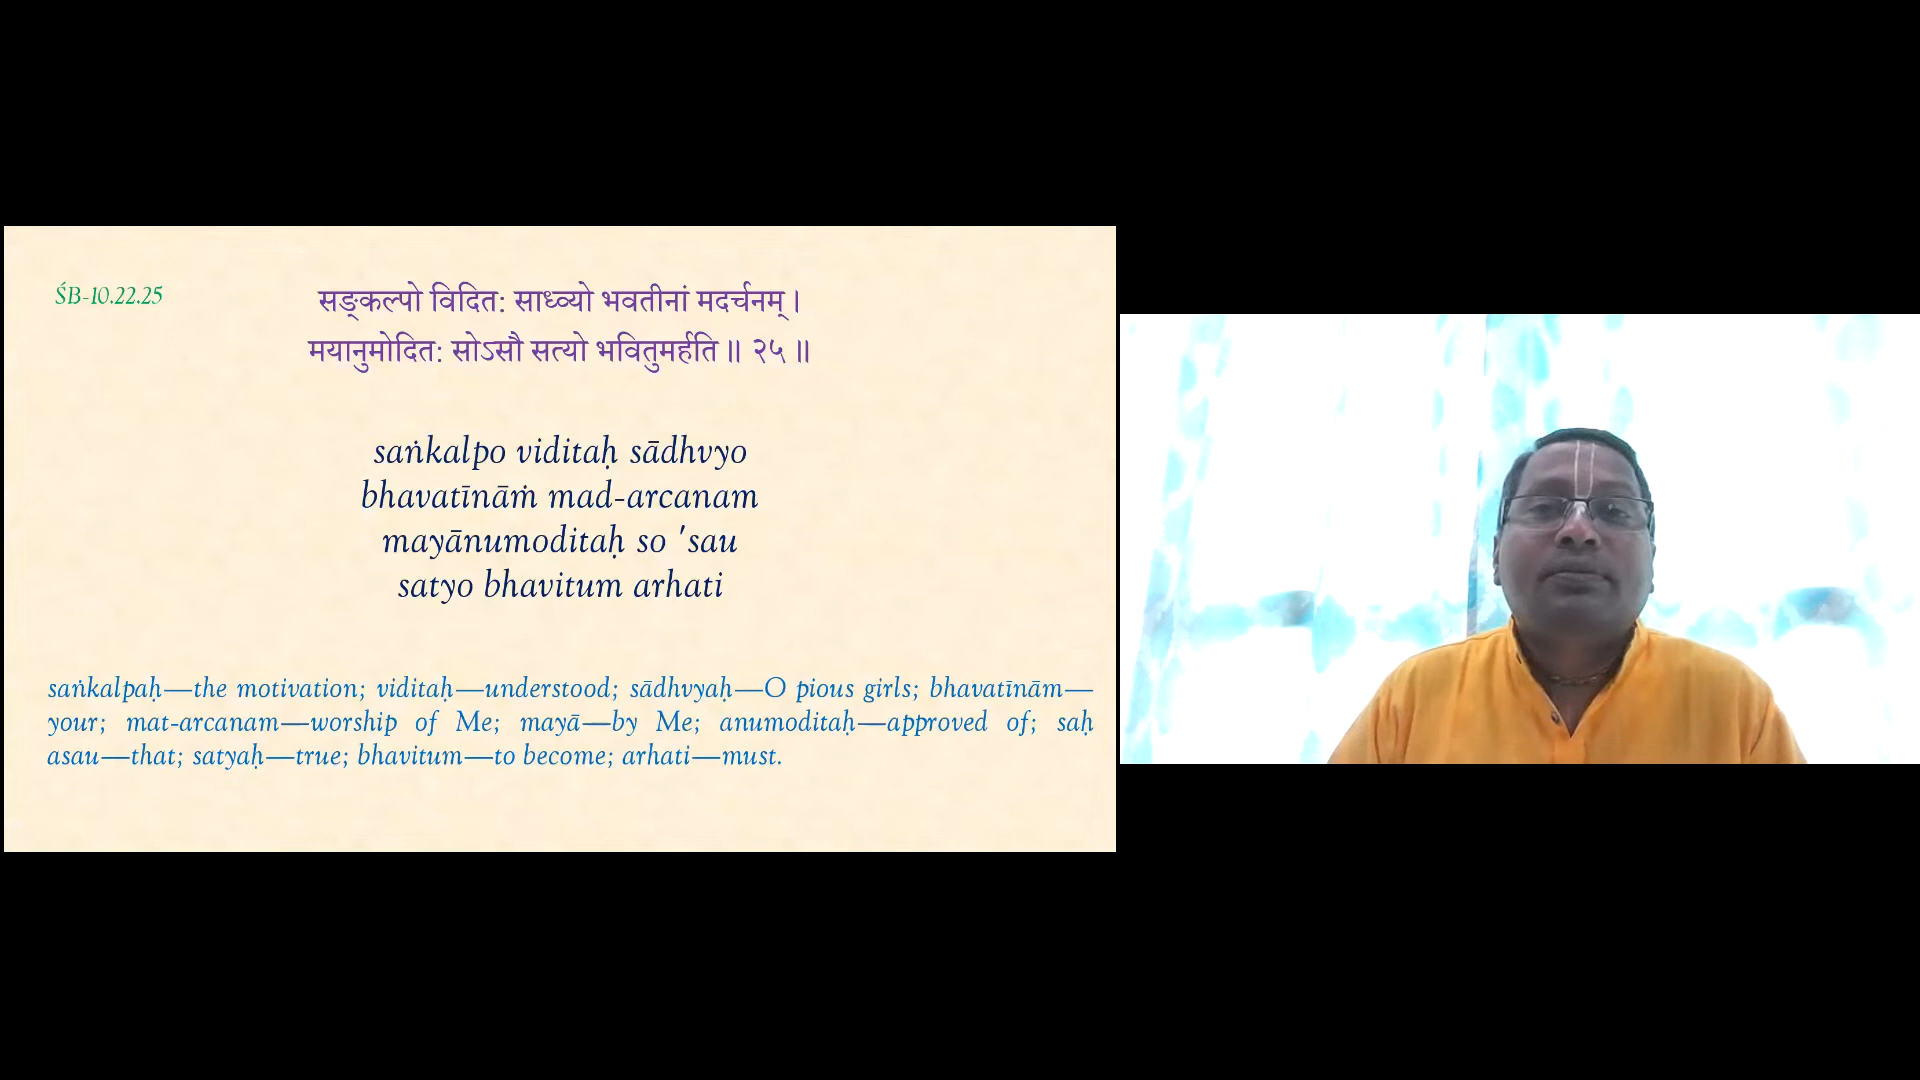 ŚB-10.22.25
सङ्कल्पो विदित: साध्व्यो भवतीनां मदर्चनम् ।
मयानुमोदित: सोऽसौ सत्यो भवितुमर्हति ॥ २५ ॥
saṅkalpo viditaḥ sādhvyo
bhavatīnāṁ mad-arcanam
mayānumoditaḥ so 'sau
satyo bhavitum arhati
saṅkalpaḥ—the motivation; viditaḥ—understood; sādhvyaḥ—O pious girls; bhavatīnām—
your; mat-arcanam—worship of Me; mayā—by Me; anumoditaḥ—approved of; saḥ
asau—that; satyaḥ—true; bhavitum—to become; arhati—must.